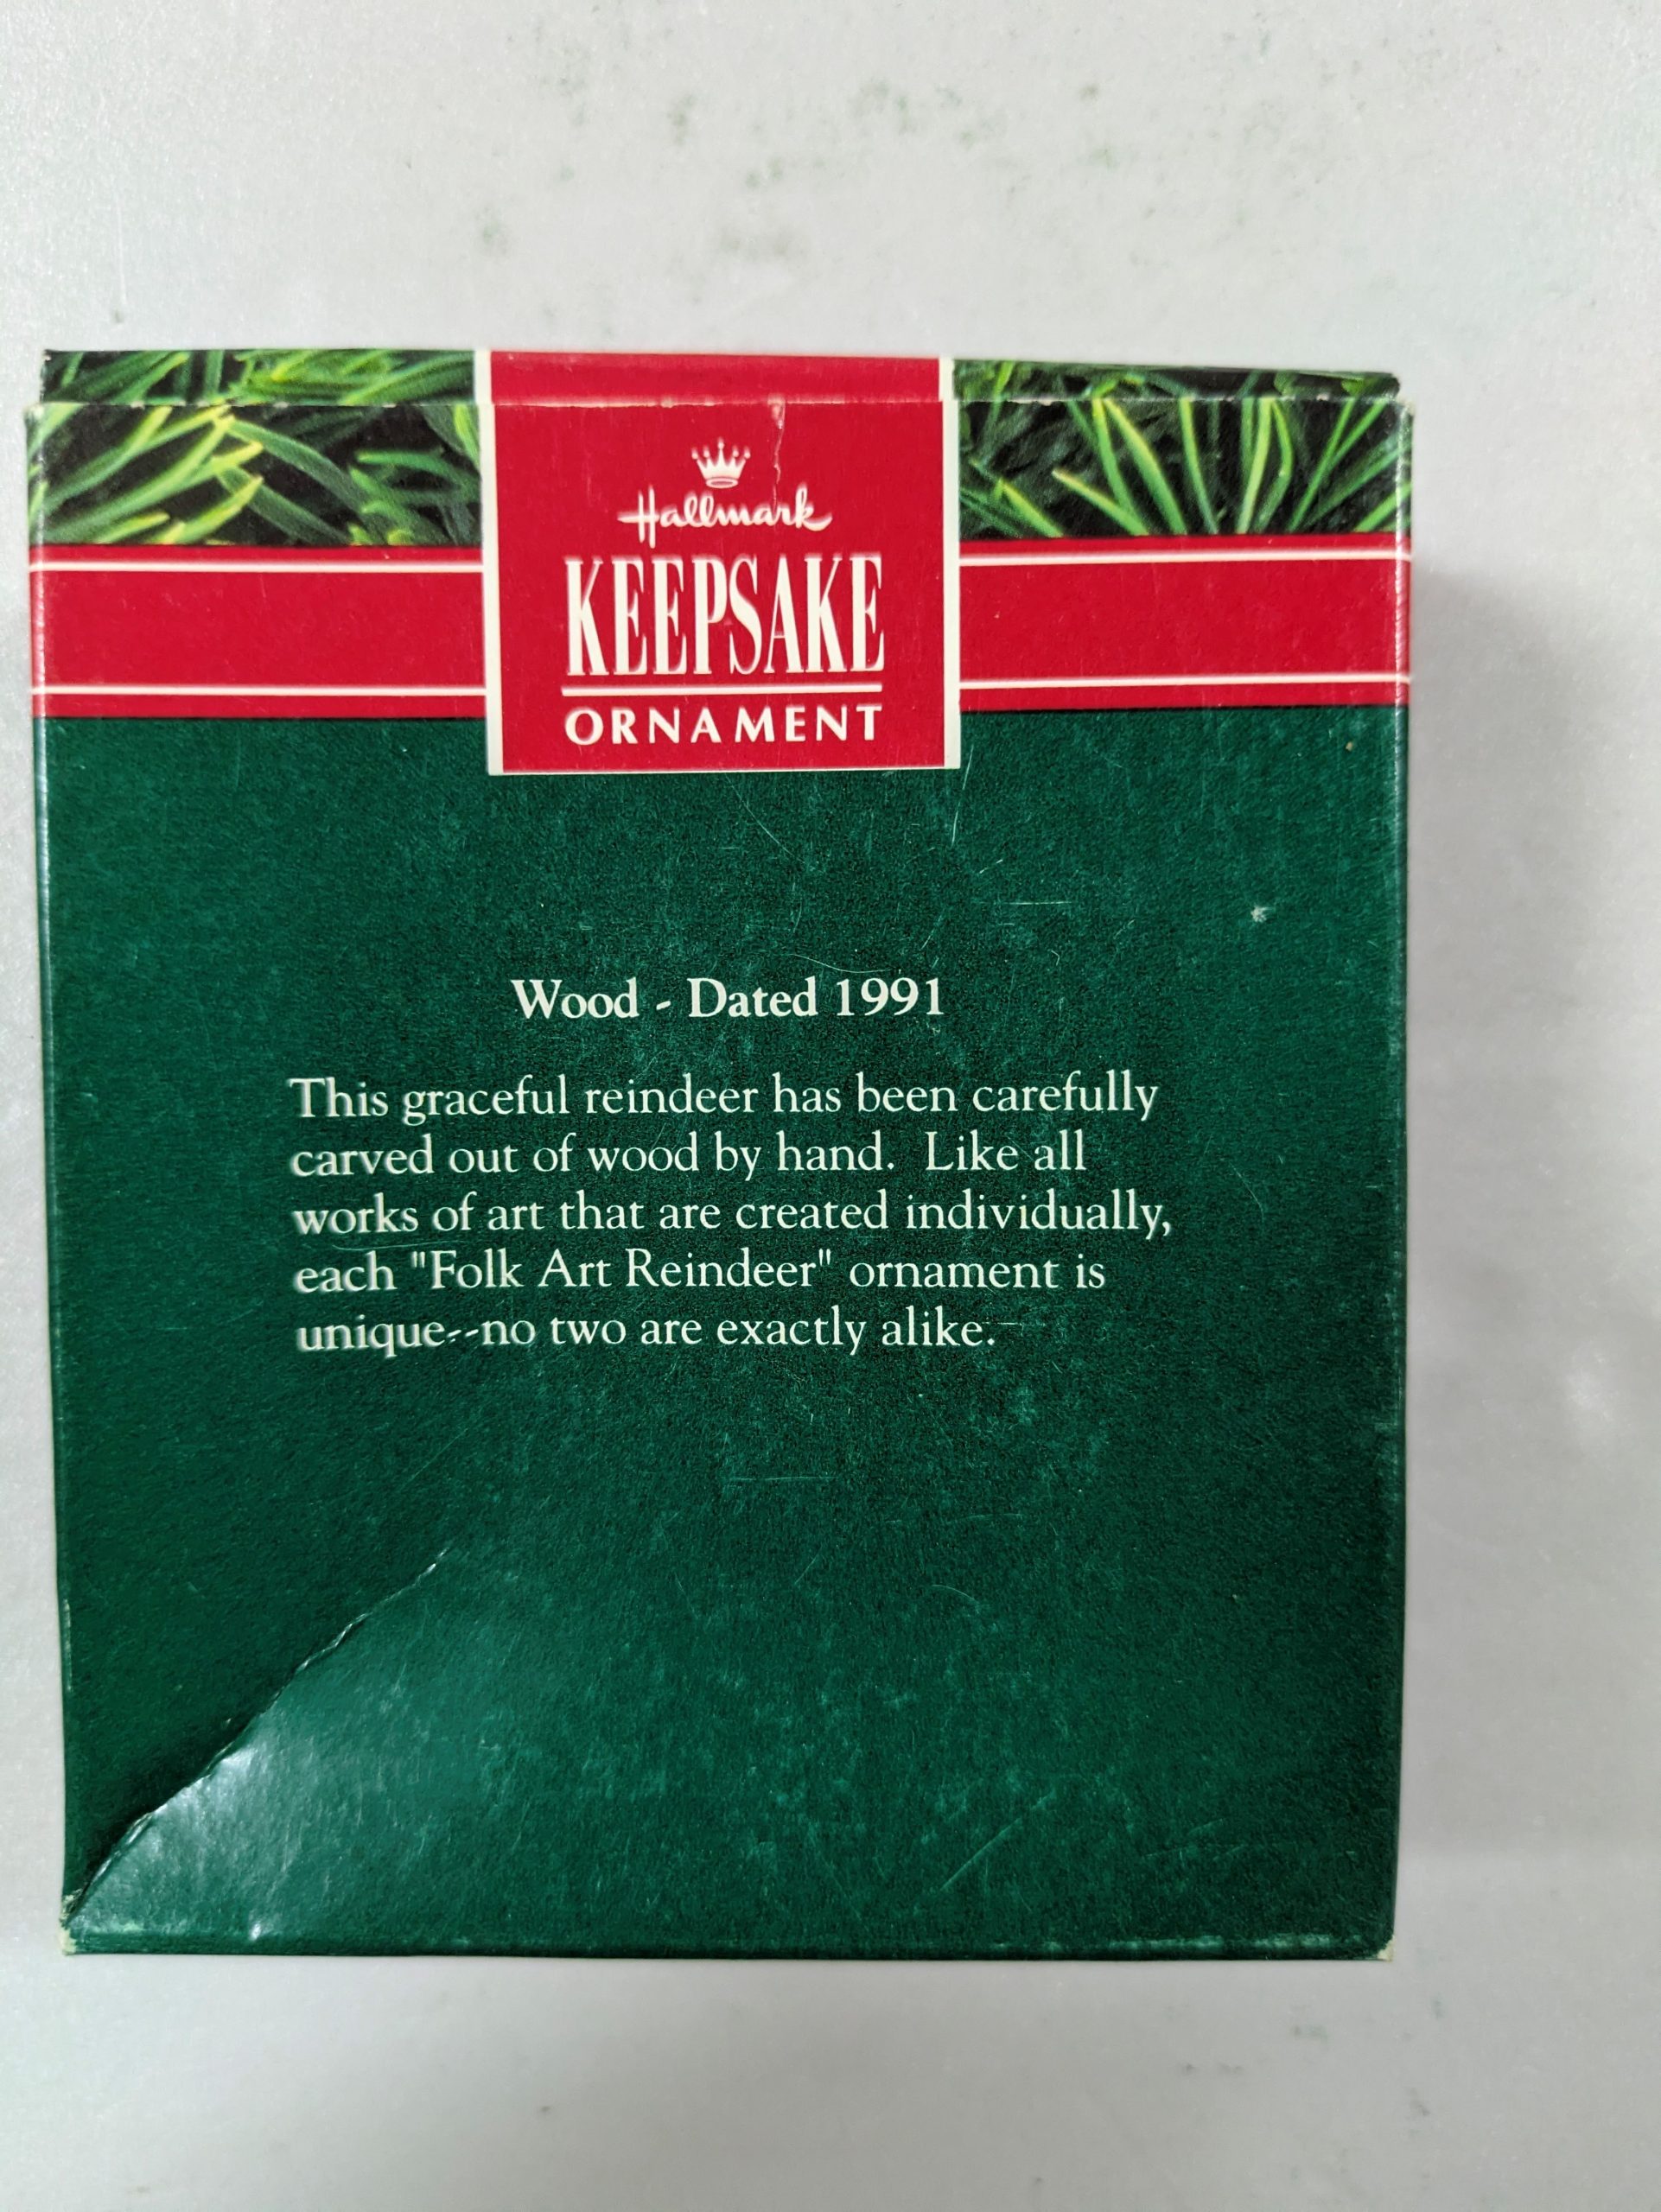 Hallmark
KEEPSAKE
ORNAMENT
Wood - Dated 1991
This graceful reindeer has been carefully
carved out of wood by hand.  Like all
works of art that are created individually,
each "Folk Art Reindeer" ornament is
unique--no two are exactly alike.